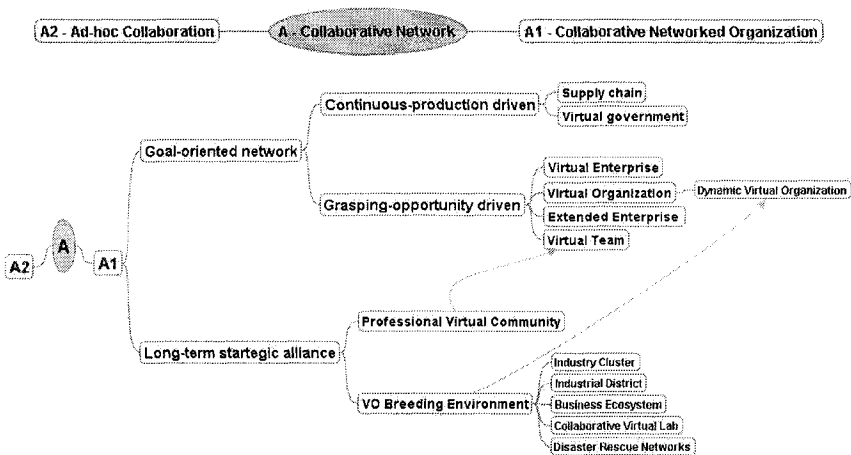 A2 - Ad-hoc Collaboration
A - Collaborative Network
A1 - Collaborative Networked Organization
Continuous-production driven
Supply chain
Virtual government
Goal-oriented network
Grasping-opportunity driven
Virtual Enterprise
Virtual Organization
Dynamic Virtual Organization
Extended Enterprise
Virtual Team
A2
A
A1
Professional Virtual Community
Long-term startegic alliance
VO Breeding Environment
Industry Cluster
Industrial District
Business Ecosystem
Collaborative Virtual Lab
Disaster Rescue Networks